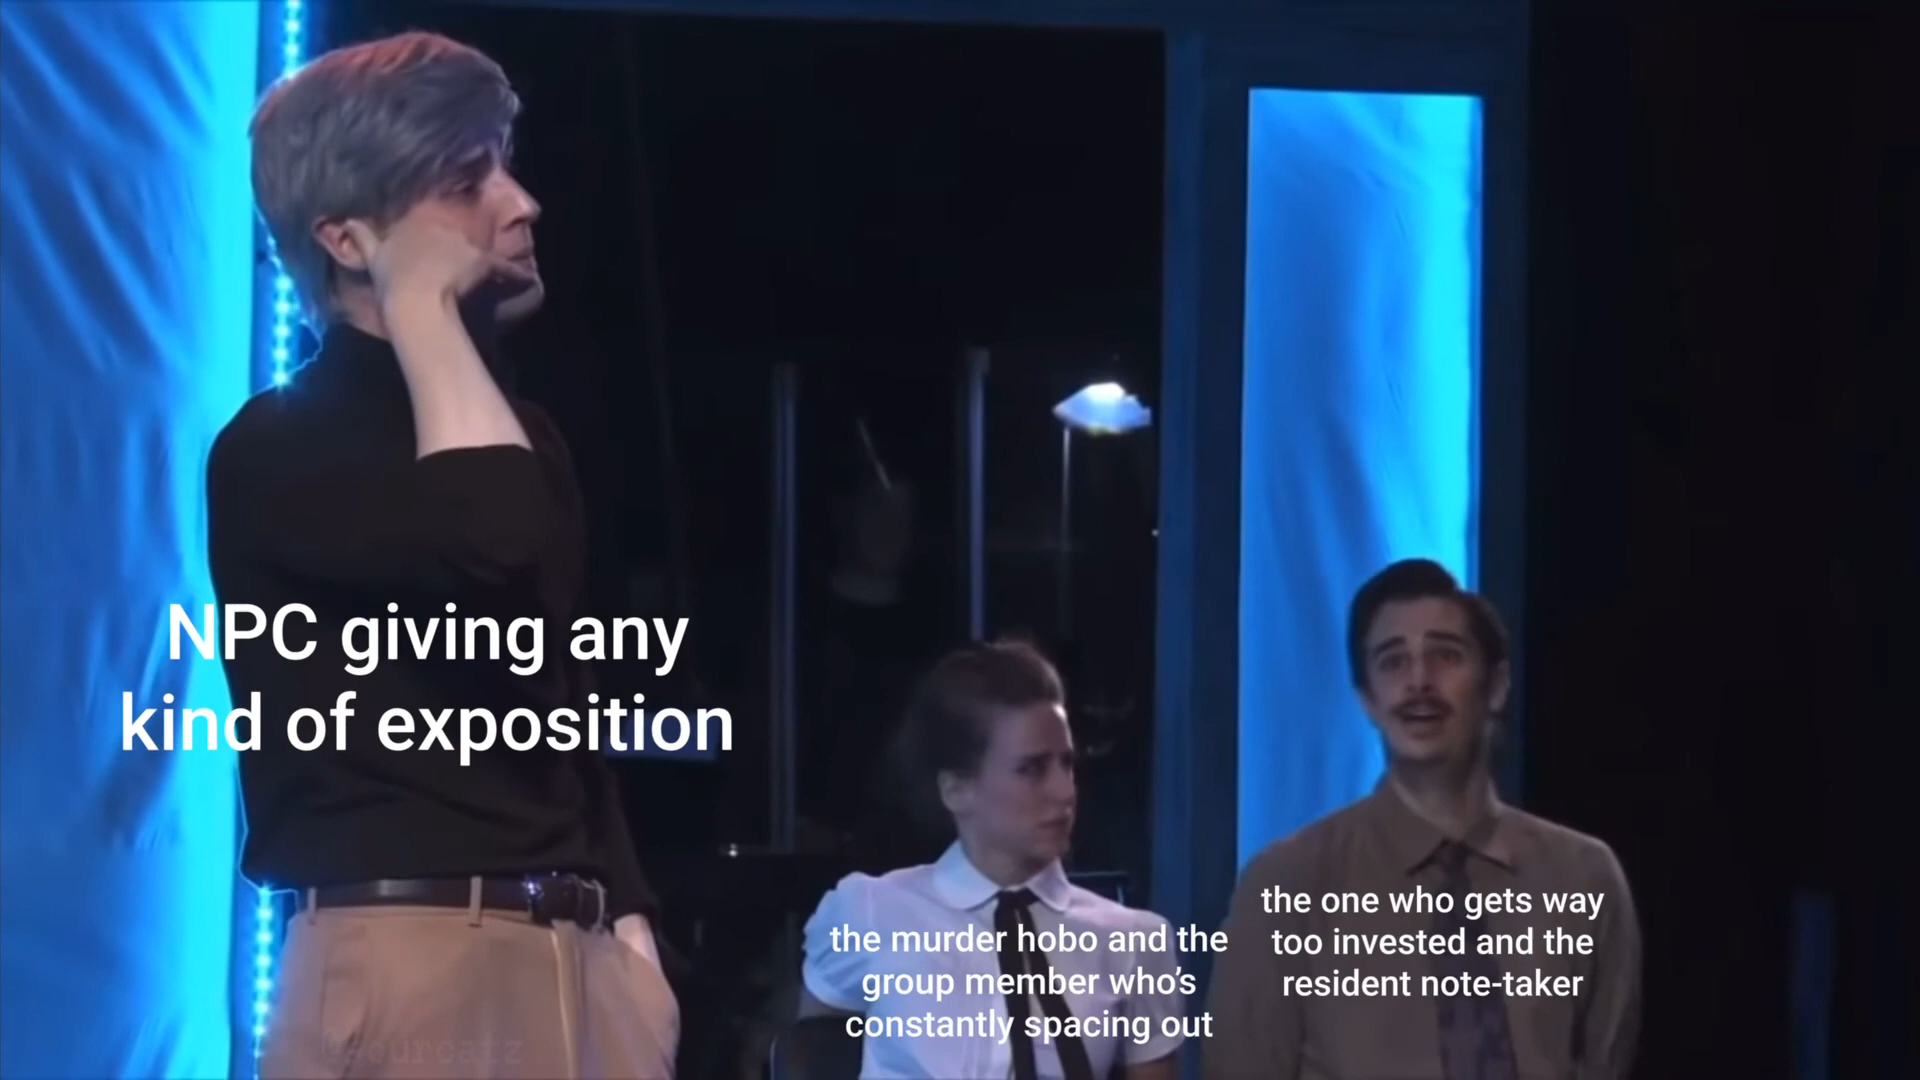 NPC giving any
kind of exposition
the murder hobo and the
group member who's
constantly spacing out
the one who gets way
too invested and the
resident note-taker